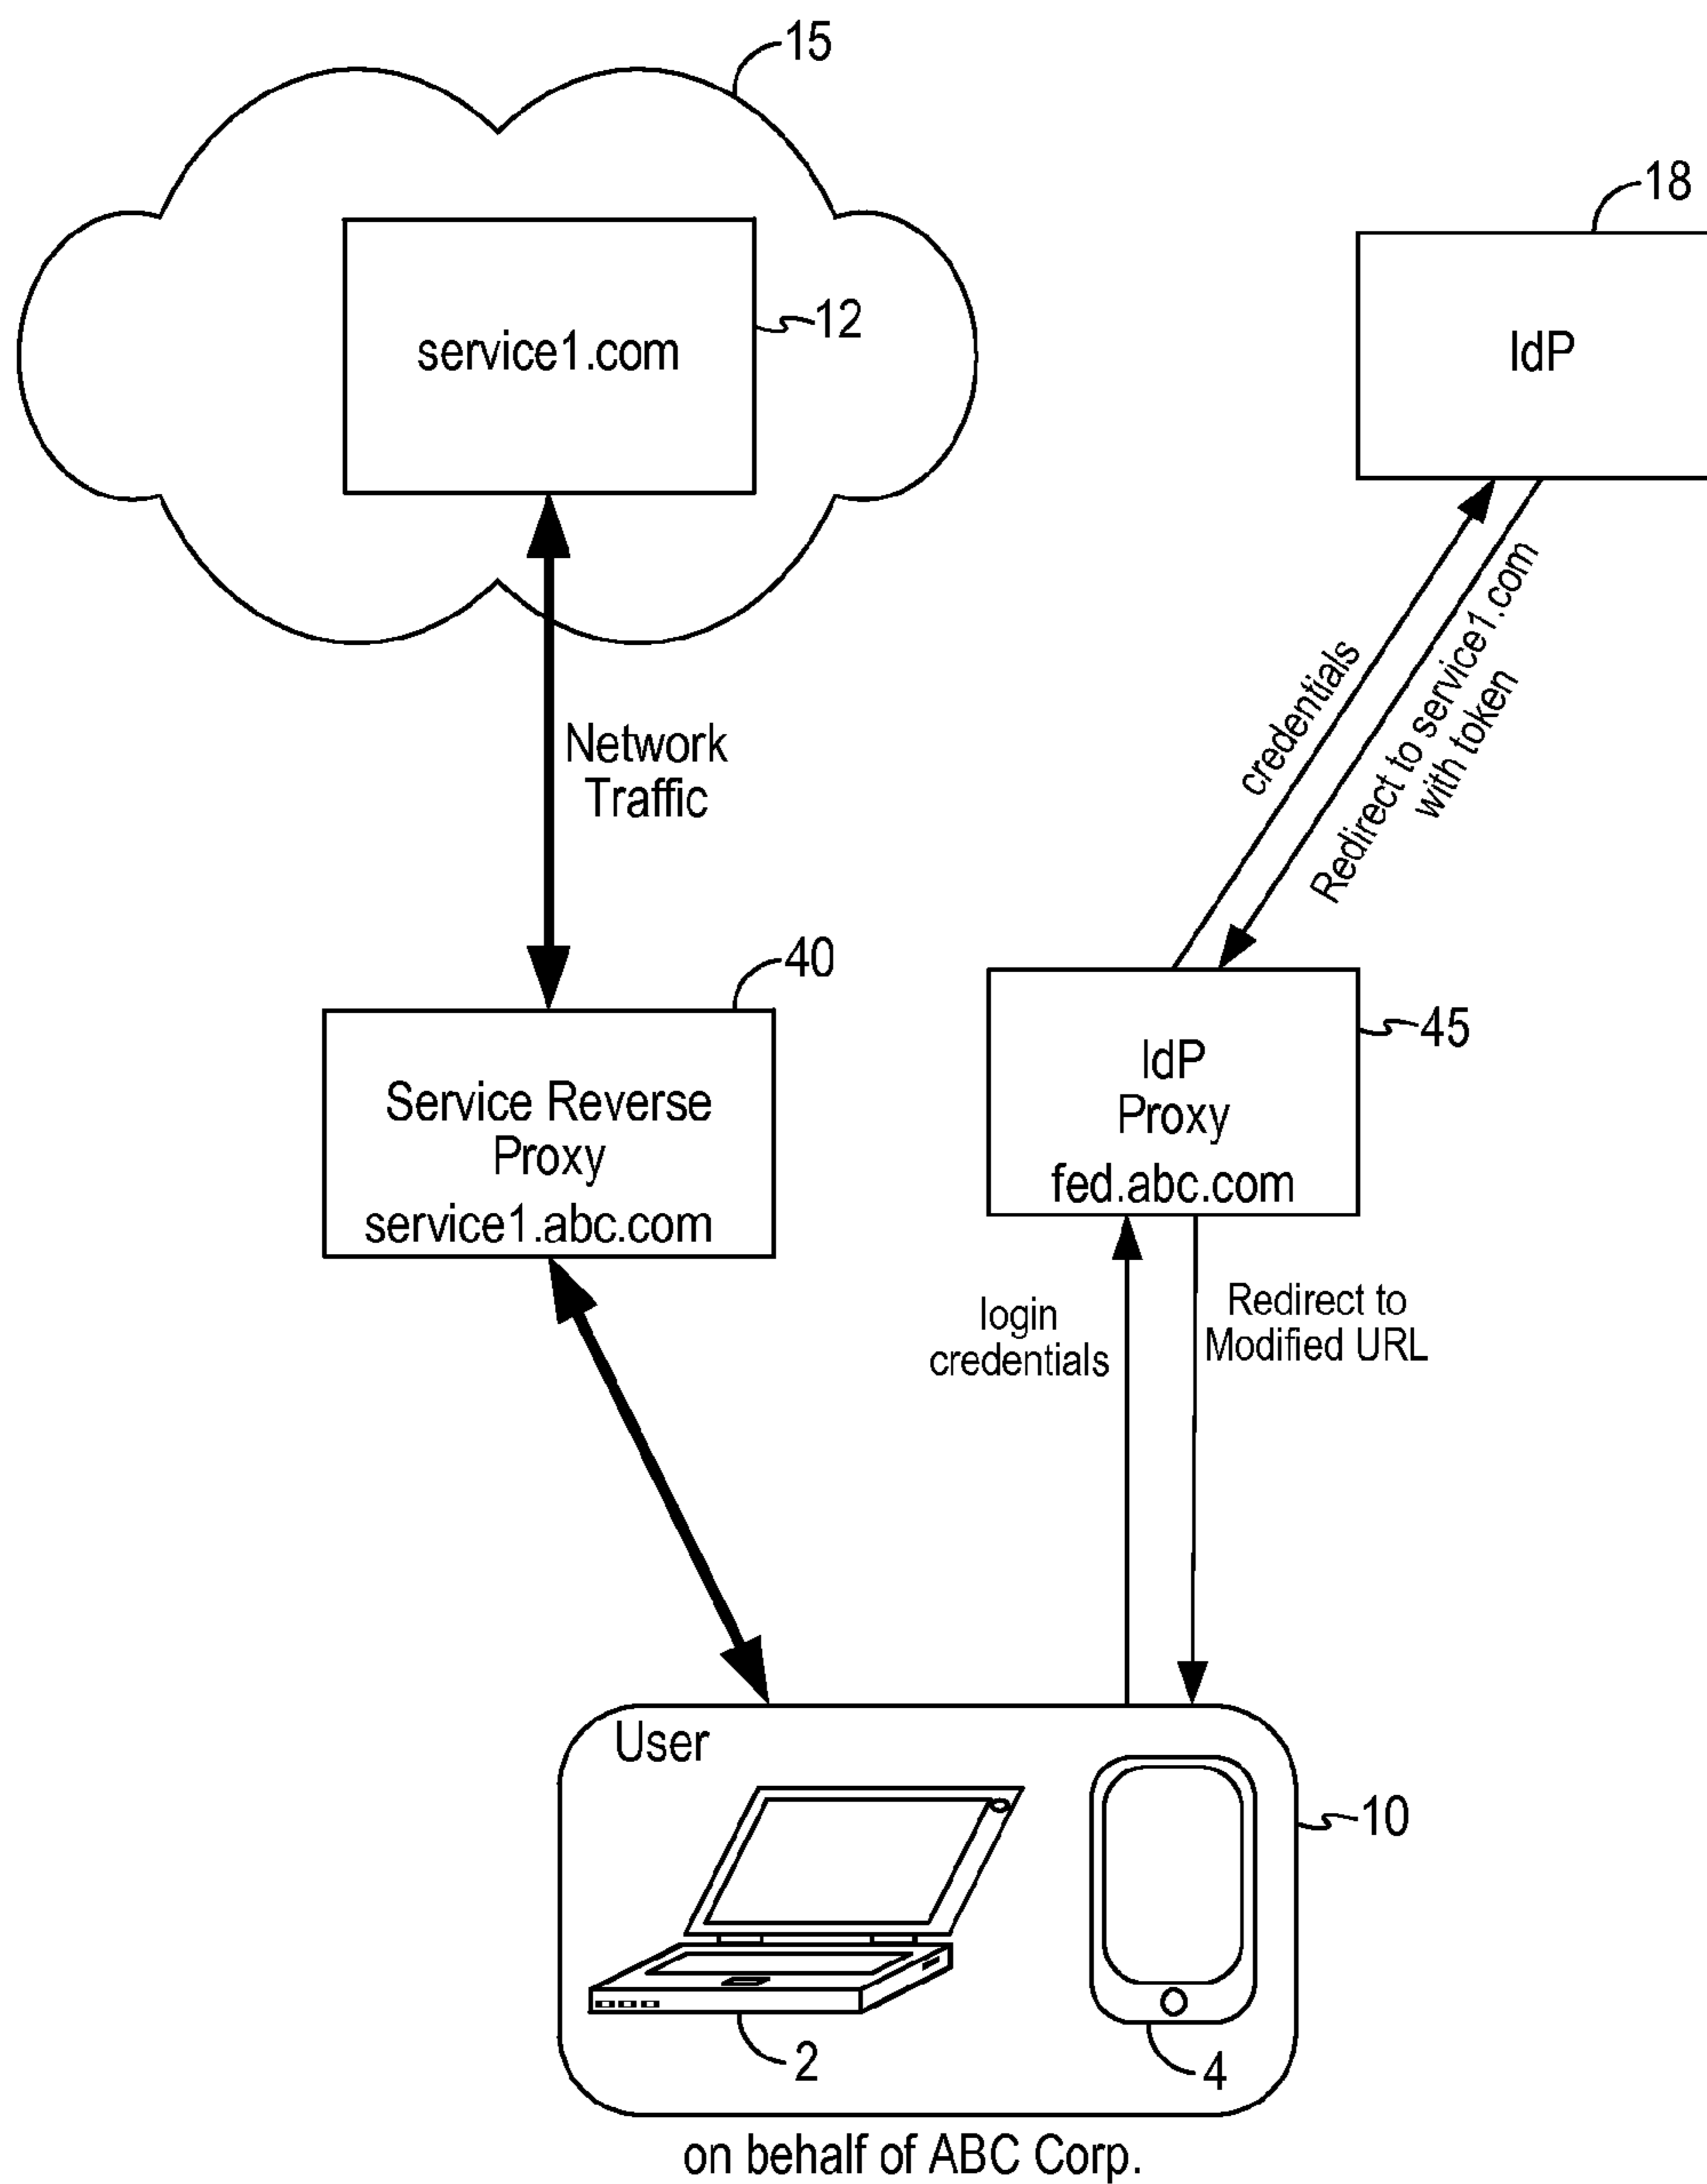 15
18
service1.com
12
IdP
credentials
Redirect to service1.com
with token
Network
Traffic
40
45
Service Reverse
Proxy
service1.abc.com
IdP
Proxy
fed.abc.com
login
credentials
Redirect to
Modified URL
User
10
2
4
on behalf of ABC Corp.